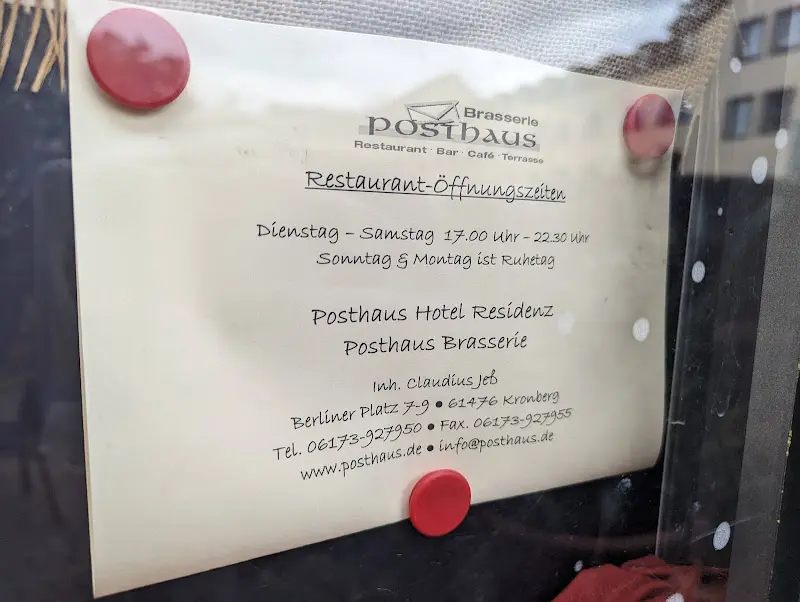 Brasserie
posthaus
Restaurant · Bar · Café · Terrasse
Restaurant-Öffnungszeiten
Dienstag – Samstag 17.00 Uhr – 22.30 Uhr
Sonntag & Montag ist Ruhetag
Posthaus Hotel Residenz
Posthaus Brasserie
Inh. Claudius Jeß
Berliner Platz 7-9 • 61476 Kronberg
Tel. 06173-927950 • Fax. 06173-927955
www.posthaus.de • info@posthaus.de